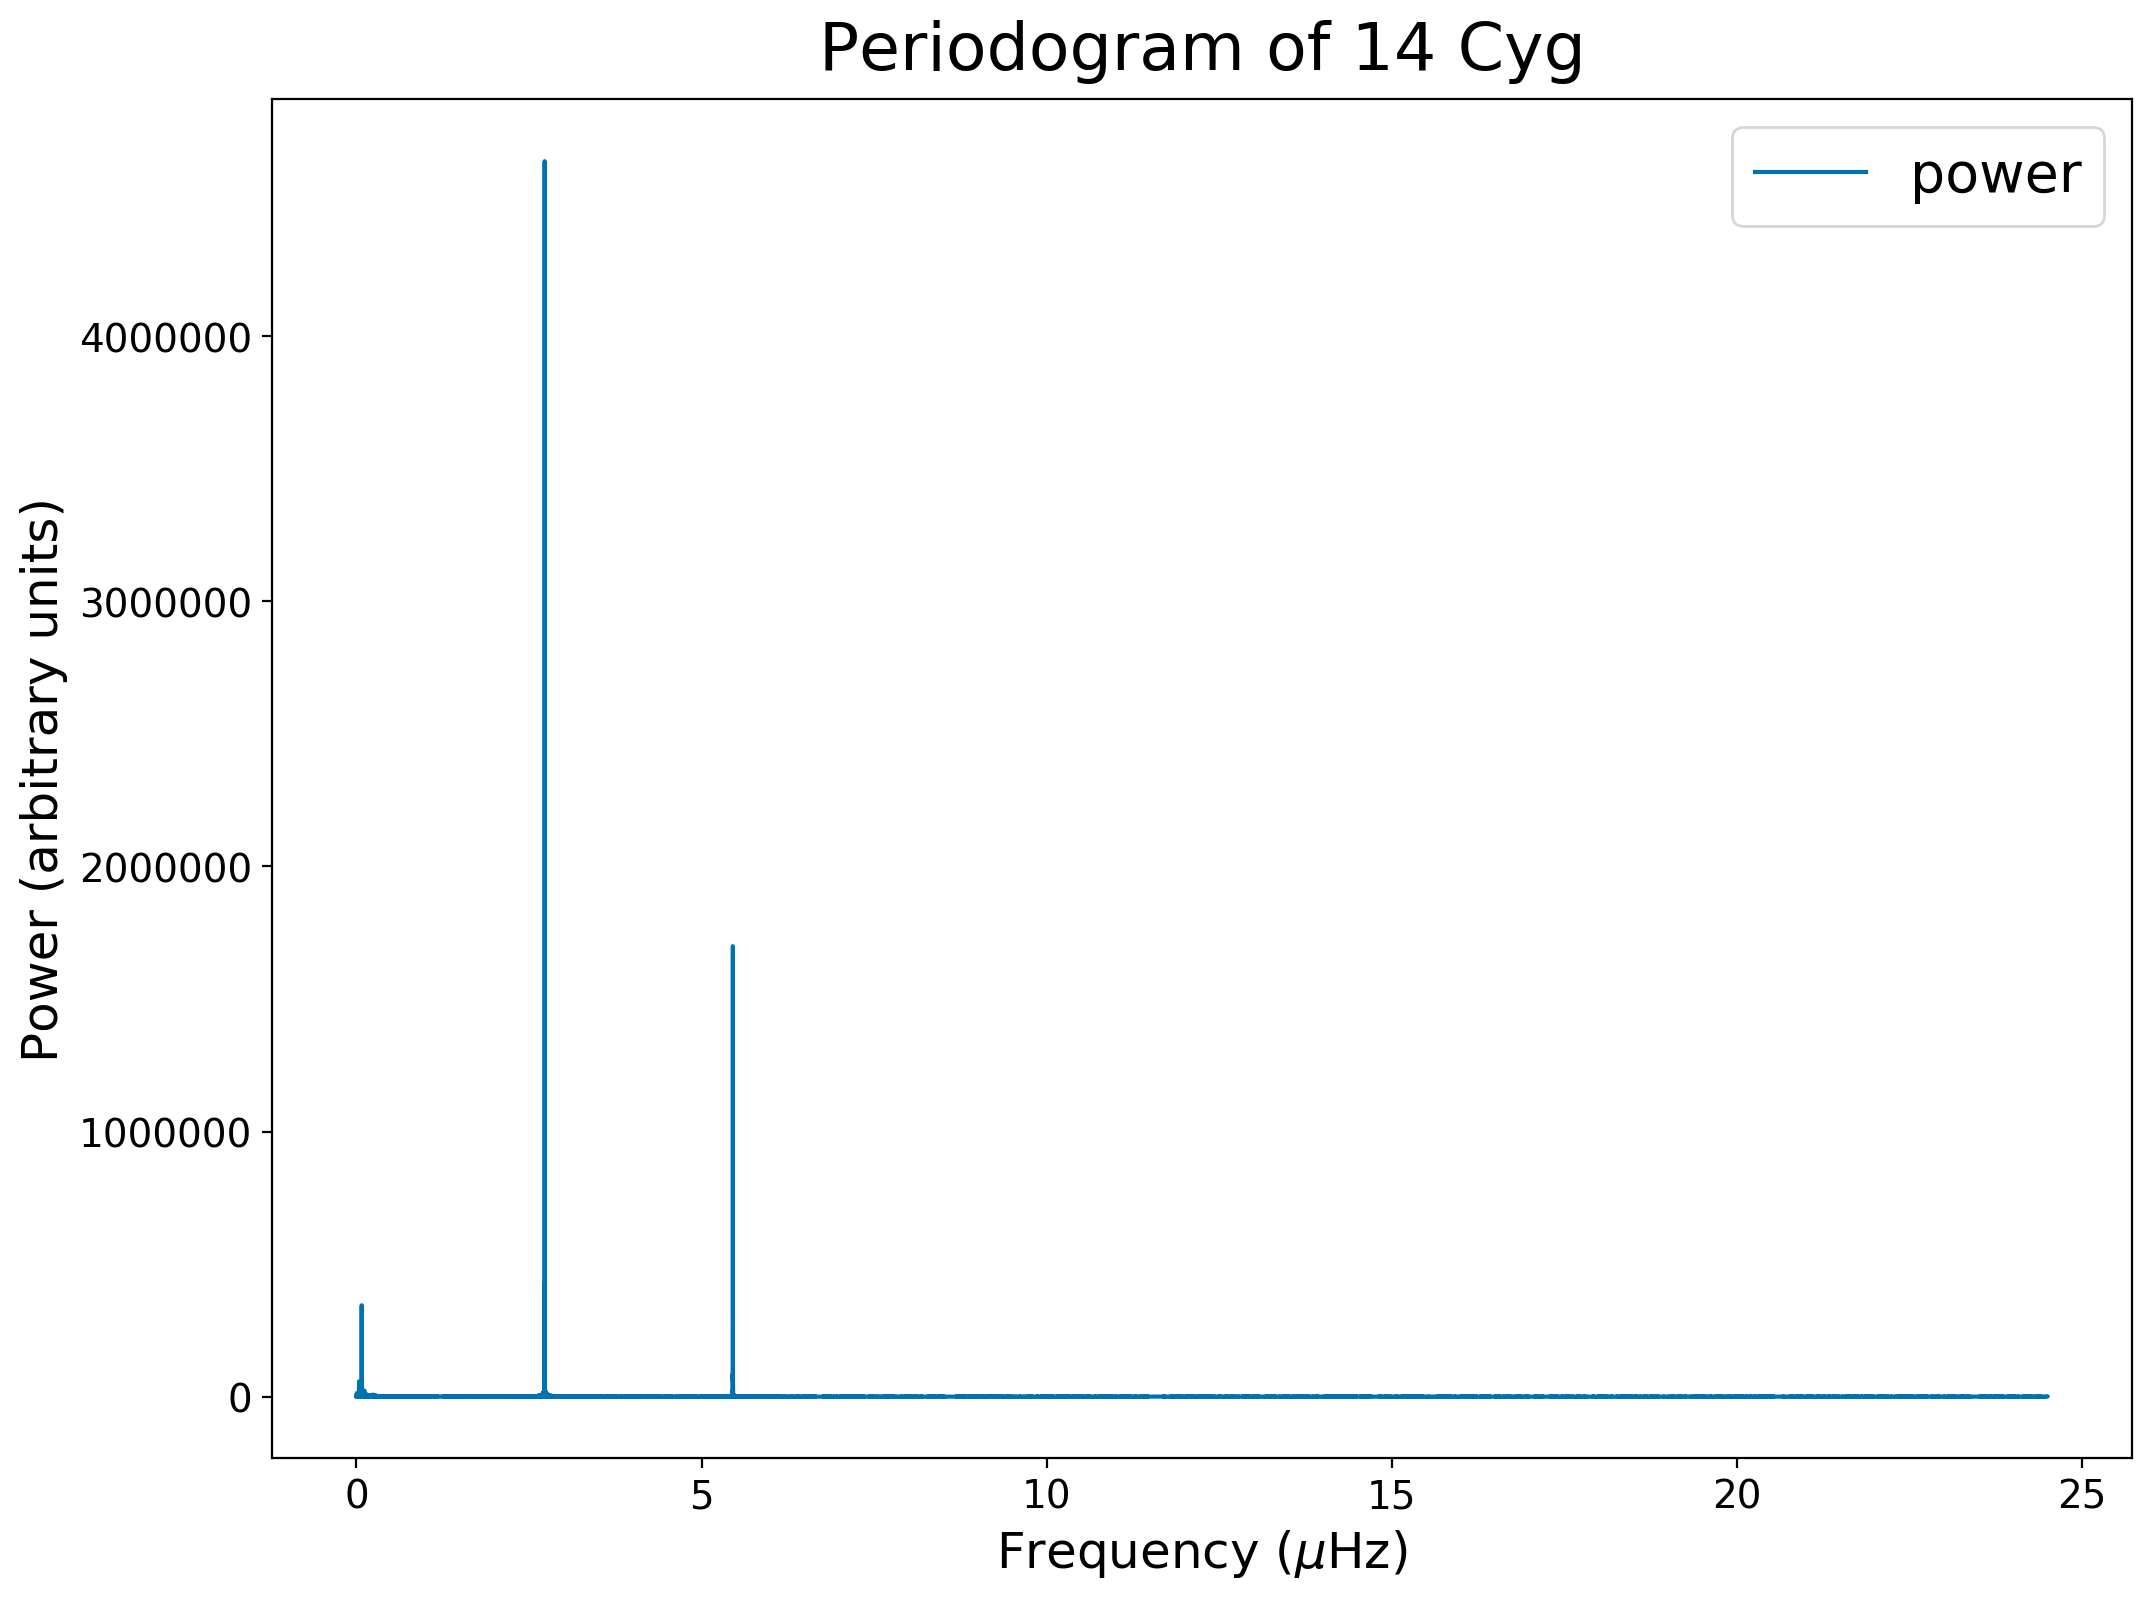 Periodogram of 14 Cyg
power
Power (arbitrary units)
4000000
3000000
2000000
1000000
0
0 5 10 15 20 25
Frequency (μHz)